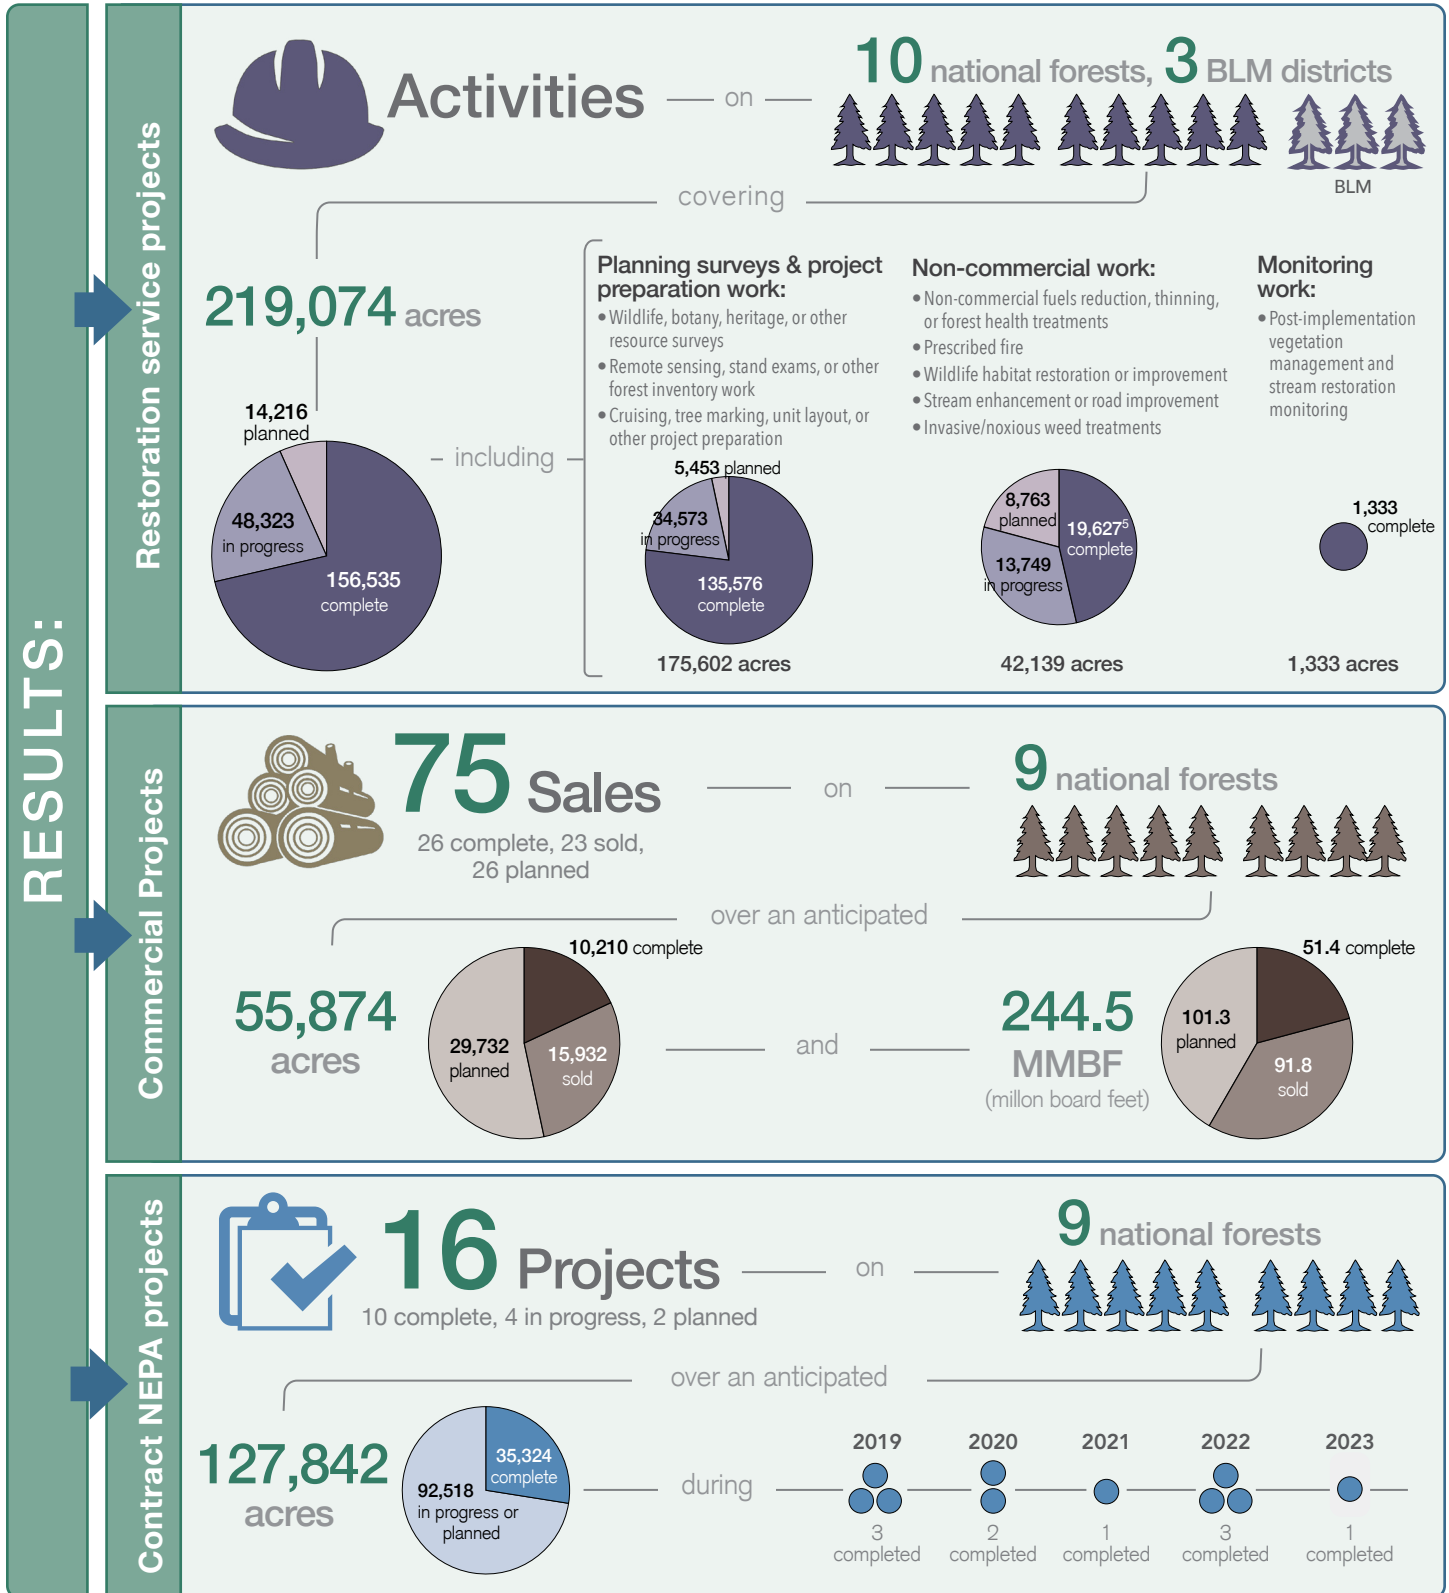 RESULTS:
Restoration service projects
Activities
on
10 national forests, 3 BLM districts
BLM
covering
219,074 acres
14,216
planned
48,323
in progress
156,535
complete
including
Planning surveys & project
preparation work:
• Wildlife, botany, heritage, or other
resource surveys
• Remote sensing, stand exams, or other
forest inventory work
• Cruising, tree marking, unit layout, or
other project preparation
5,453 planned
34,573
in progress
135,576
complete
175,602 acres
Non-commercial work:
• Non-commercial fuels reduction, thinning,
or forest health treatments
• Prescribed fire
• Wildlife habitat restoration or improvement
• Stream enhancement or road improvement
• Invasive/noxious weed treatments
8,763
planned
19,627⁵
complete
13,749
in progress
42,139 acres
Monitoring
work:
• Post-implementation
vegetation
management and
stream restoration
monitoring
1,333
complete
1,333 acres
Commercial Projects
75 Sales
26 complete, 23 sold,
26 planned
on
9 national forests
over an anticipated
55,874
acres
10,210 complete
29,732
planned
15,932
sold
and
244.5
MMBF
(millon board feet)
51.4 complete
101.3
planned
91.8
sold
Contract NEPA projects
16 Projects
10 complete, 4 in progress, 2 planned
on
9 national forests
over an anticipated
127,842
acres
35,324
complete
92,518
in progress or
planned
during
2019
3
completed
2020
2
completed
2021
1
completed
2022
3
completed
2023
1
completed